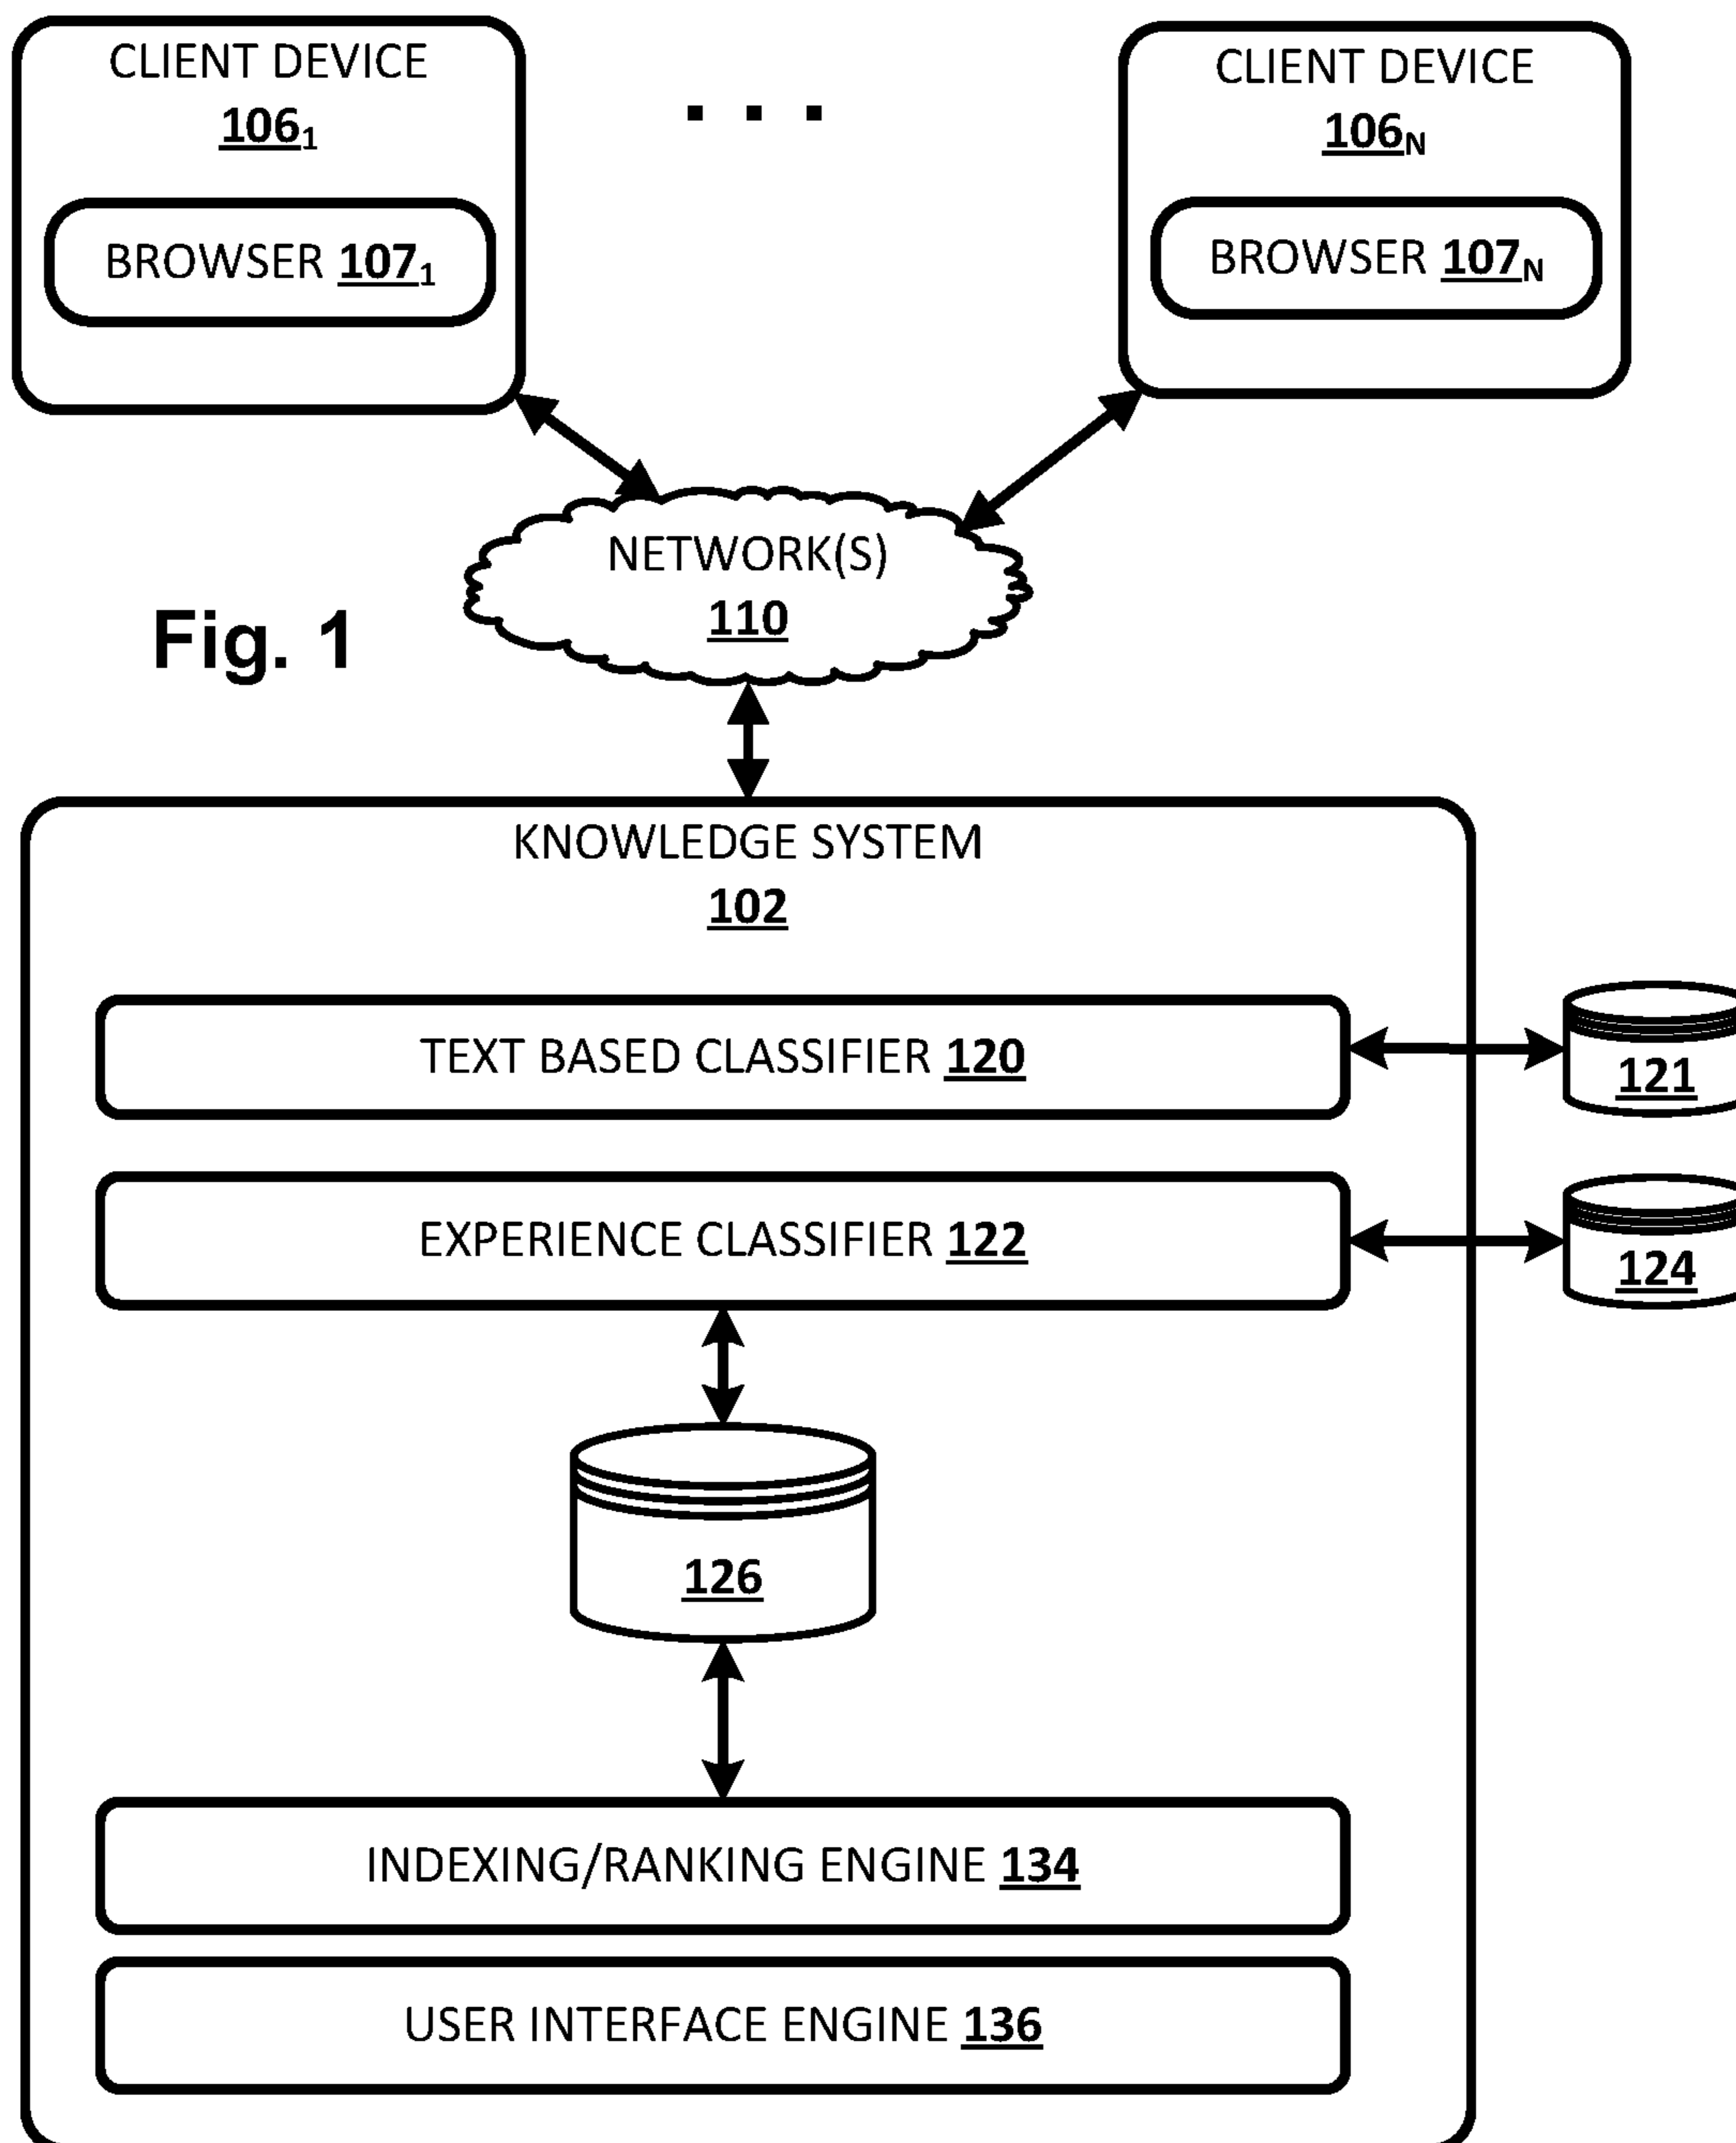 CLIENT DEVICE
106₁
BROWSER 107₁
. . .
CLIENT DEVICE
106N
BROWSER 107N
NETWORK(S)
110
Fig. 1
KNOWLEDGE SYSTEM
102
TEXT BASED CLASSIFIER 120
121
EXPERIENCE CLASSIFIER 122
124
126
INDEXING/RANKING ENGINE 134
USER INTERFACE ENGINE 136